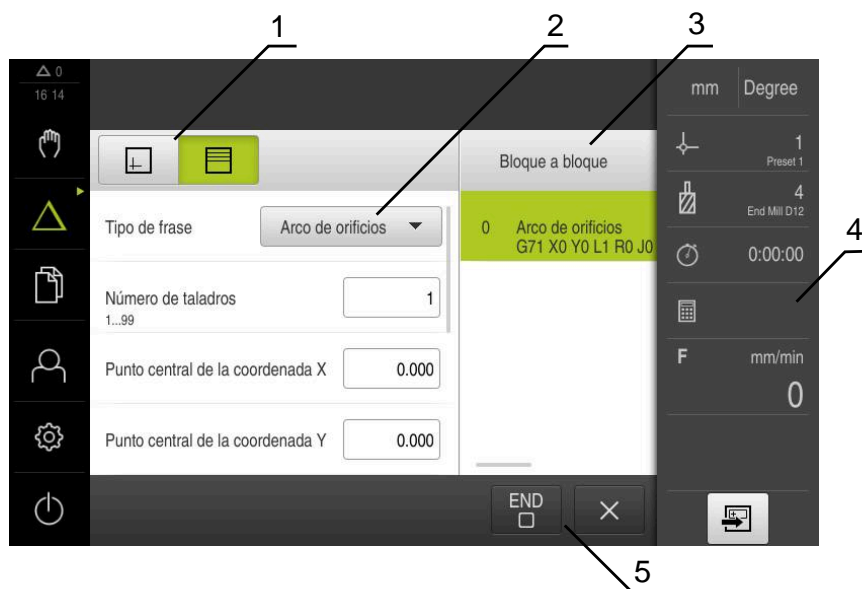 1
2
3
0
16 14
mm Degree
1
Preset 1
Bloque a bloque
4
End Mill D12
Tipo de frase
Arco de orificios
0 Arco de orificios
G71 X0 Y0 L1 R0 J0
4
0:00:00
Número de taladros
1...99
1
F mm/min
0
Punto central de la coordenada X
0.000
Punto central de la coordenada Y
0.000
END
5